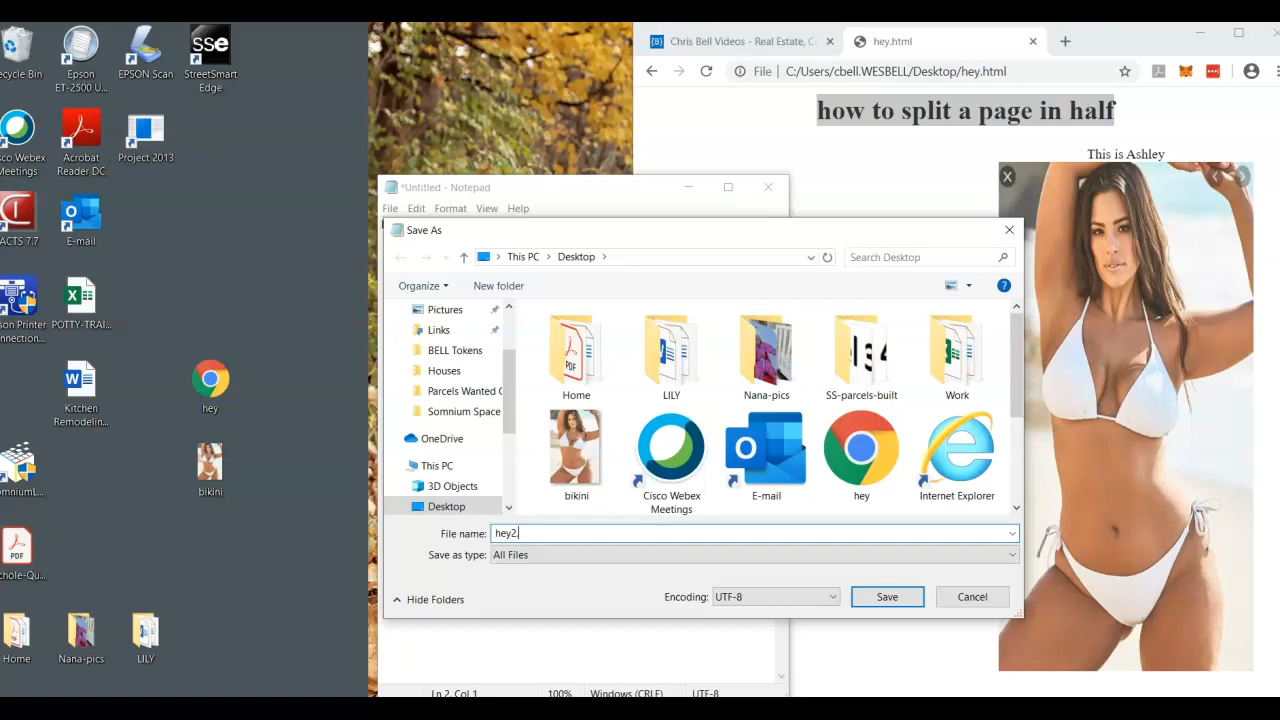 sse
ecycle Bin
Epson
ET-2500 U...
EPSON Scan
StreetSmart
Edge
sco Webex
Meetings
Acrobat
Reader DC
Project 2013
ACTS 7.7
E-mail
son Printer
onnection...
POTTY-TRAI...
Kitchen
Remodelin...
hey
omniumL...
bikini
PDF
chole-Qu...
Home
Nana-pics
LILY
*Untitled - Notepad
File Edit Format View Help
Save As
This PC > Desktop >
Search Desktop
Organize
New folder
Pictures
Links
BELL Tokens
Houses
Parcels Wanted
Somnium Space
OneDrive
This PC
3D Objects
Desktop
Home
LILY
Nana-pics
SS-parcels-built
Work
bikini
Cisco Webex
Meetings
E-mail
hey
Internet Explorer
File name: hey2.
Save as type: All Files
Hide Folders
Encoding: UTF-8
Save
Cancel
Ln 2, Col 1 100% Windows (CRLF) UTF-8
Chris Bell Videos - Real Estate, C
hey.html
File | C:/Users/cbell.WESBELL/Desktop/hey.html
how to split a page in half
This is Ashley